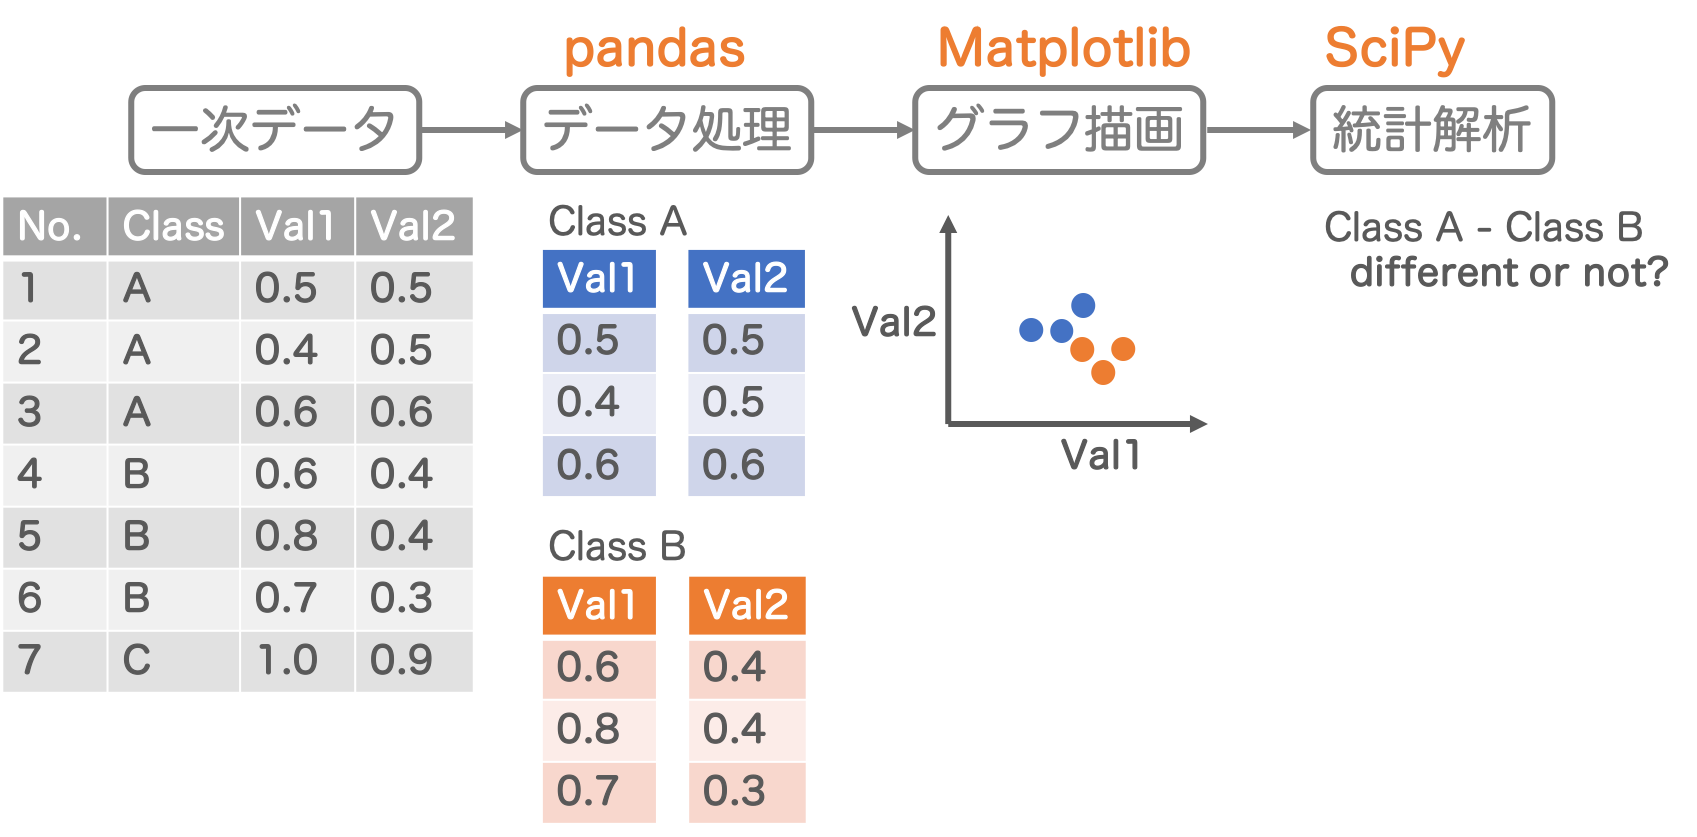 pandas
Matplotlib
SciPy
一次データ
データ処理
グラフ描画
統計解析
No. Class Val1 Val2
1 A 0.5 0.5
2 A 0.4 0.5
3 A 0.6 0.6
4 B 0.6 0.4
5 B 0.8 0.4
6 B 0.7 0.3
7 C 1.0 0.9
Class A
Val1 Val2
0.5 0.5
0.4 0.5
0.6 0.6
Class B
Val1 Val2
0.6 0.4
0.8 0.4
0.7 0.3
Val2
Val1
Class A - Class B
different or not?